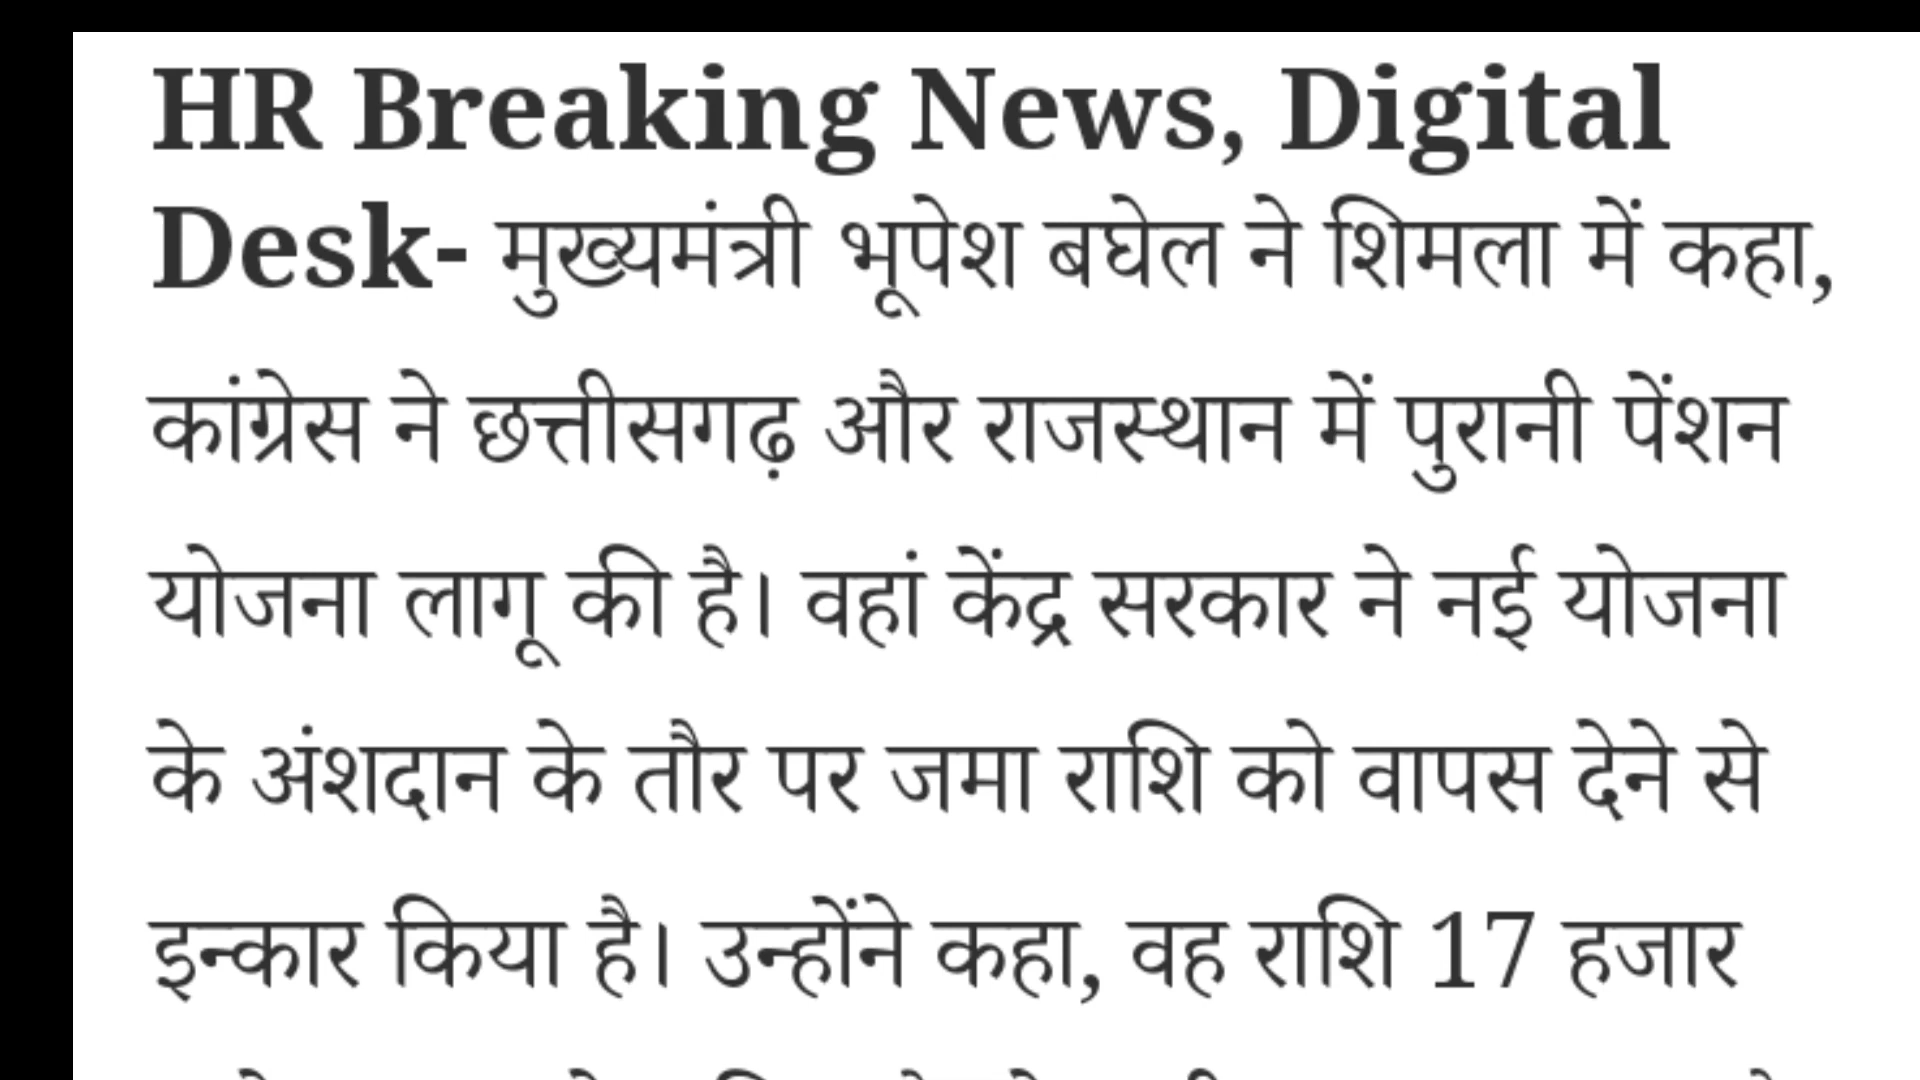 HR Breaking News, Digital
Desk- मुख्यमंत्री भूपेश बघेल ने शिमला में कहा,
कांग्रेस ने छत्तीसगढ़ और राजस्थान में पुरानी पेंशन
योजना लागू की है। वहां केंद्र सरकार ने नई योजना
के अंशदान के तौर पर जमा राशि को वापस देने से
इन्कार किया है। उन्होंने कहा, वह राशि 17 हजार